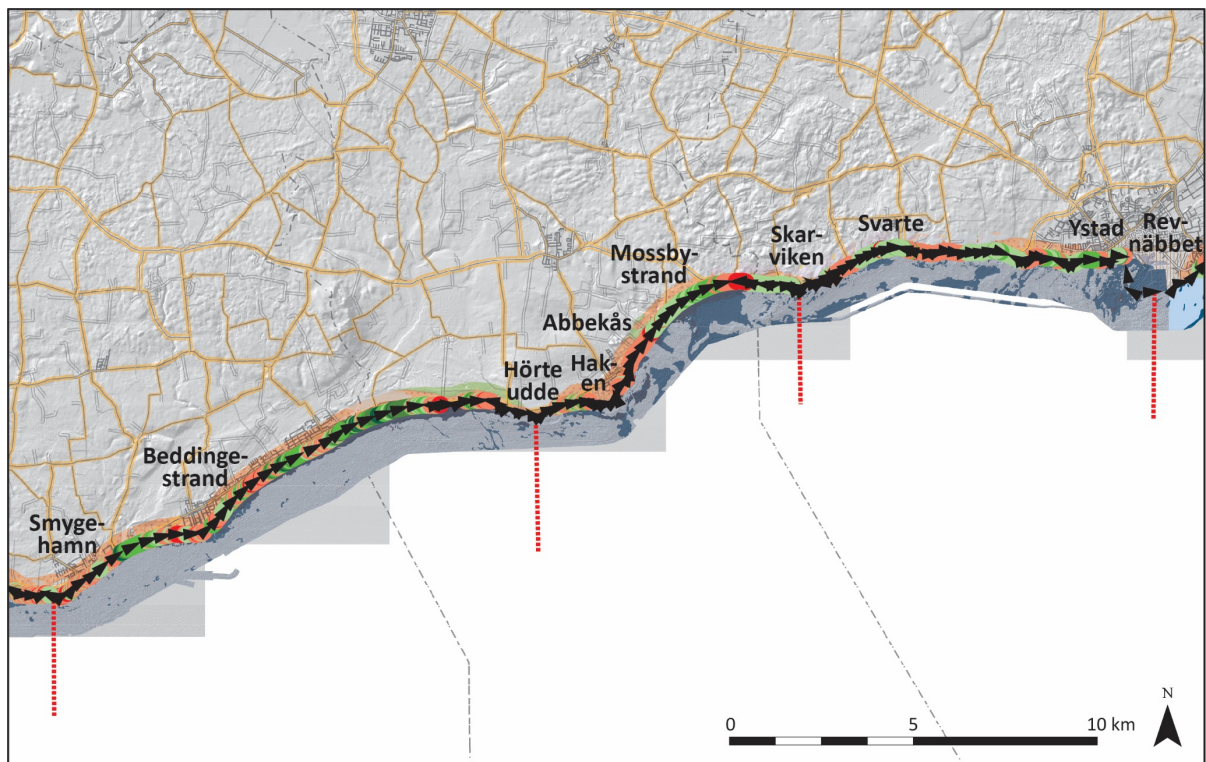 Svarte
Ystad
Rev-
näbbet
Skar-
viken
Mossby-
strand
Abbekås
Hörte
udde
Hak-
en
Beddinge-
strand
Smyge-
hamn
N
0 5 10 km